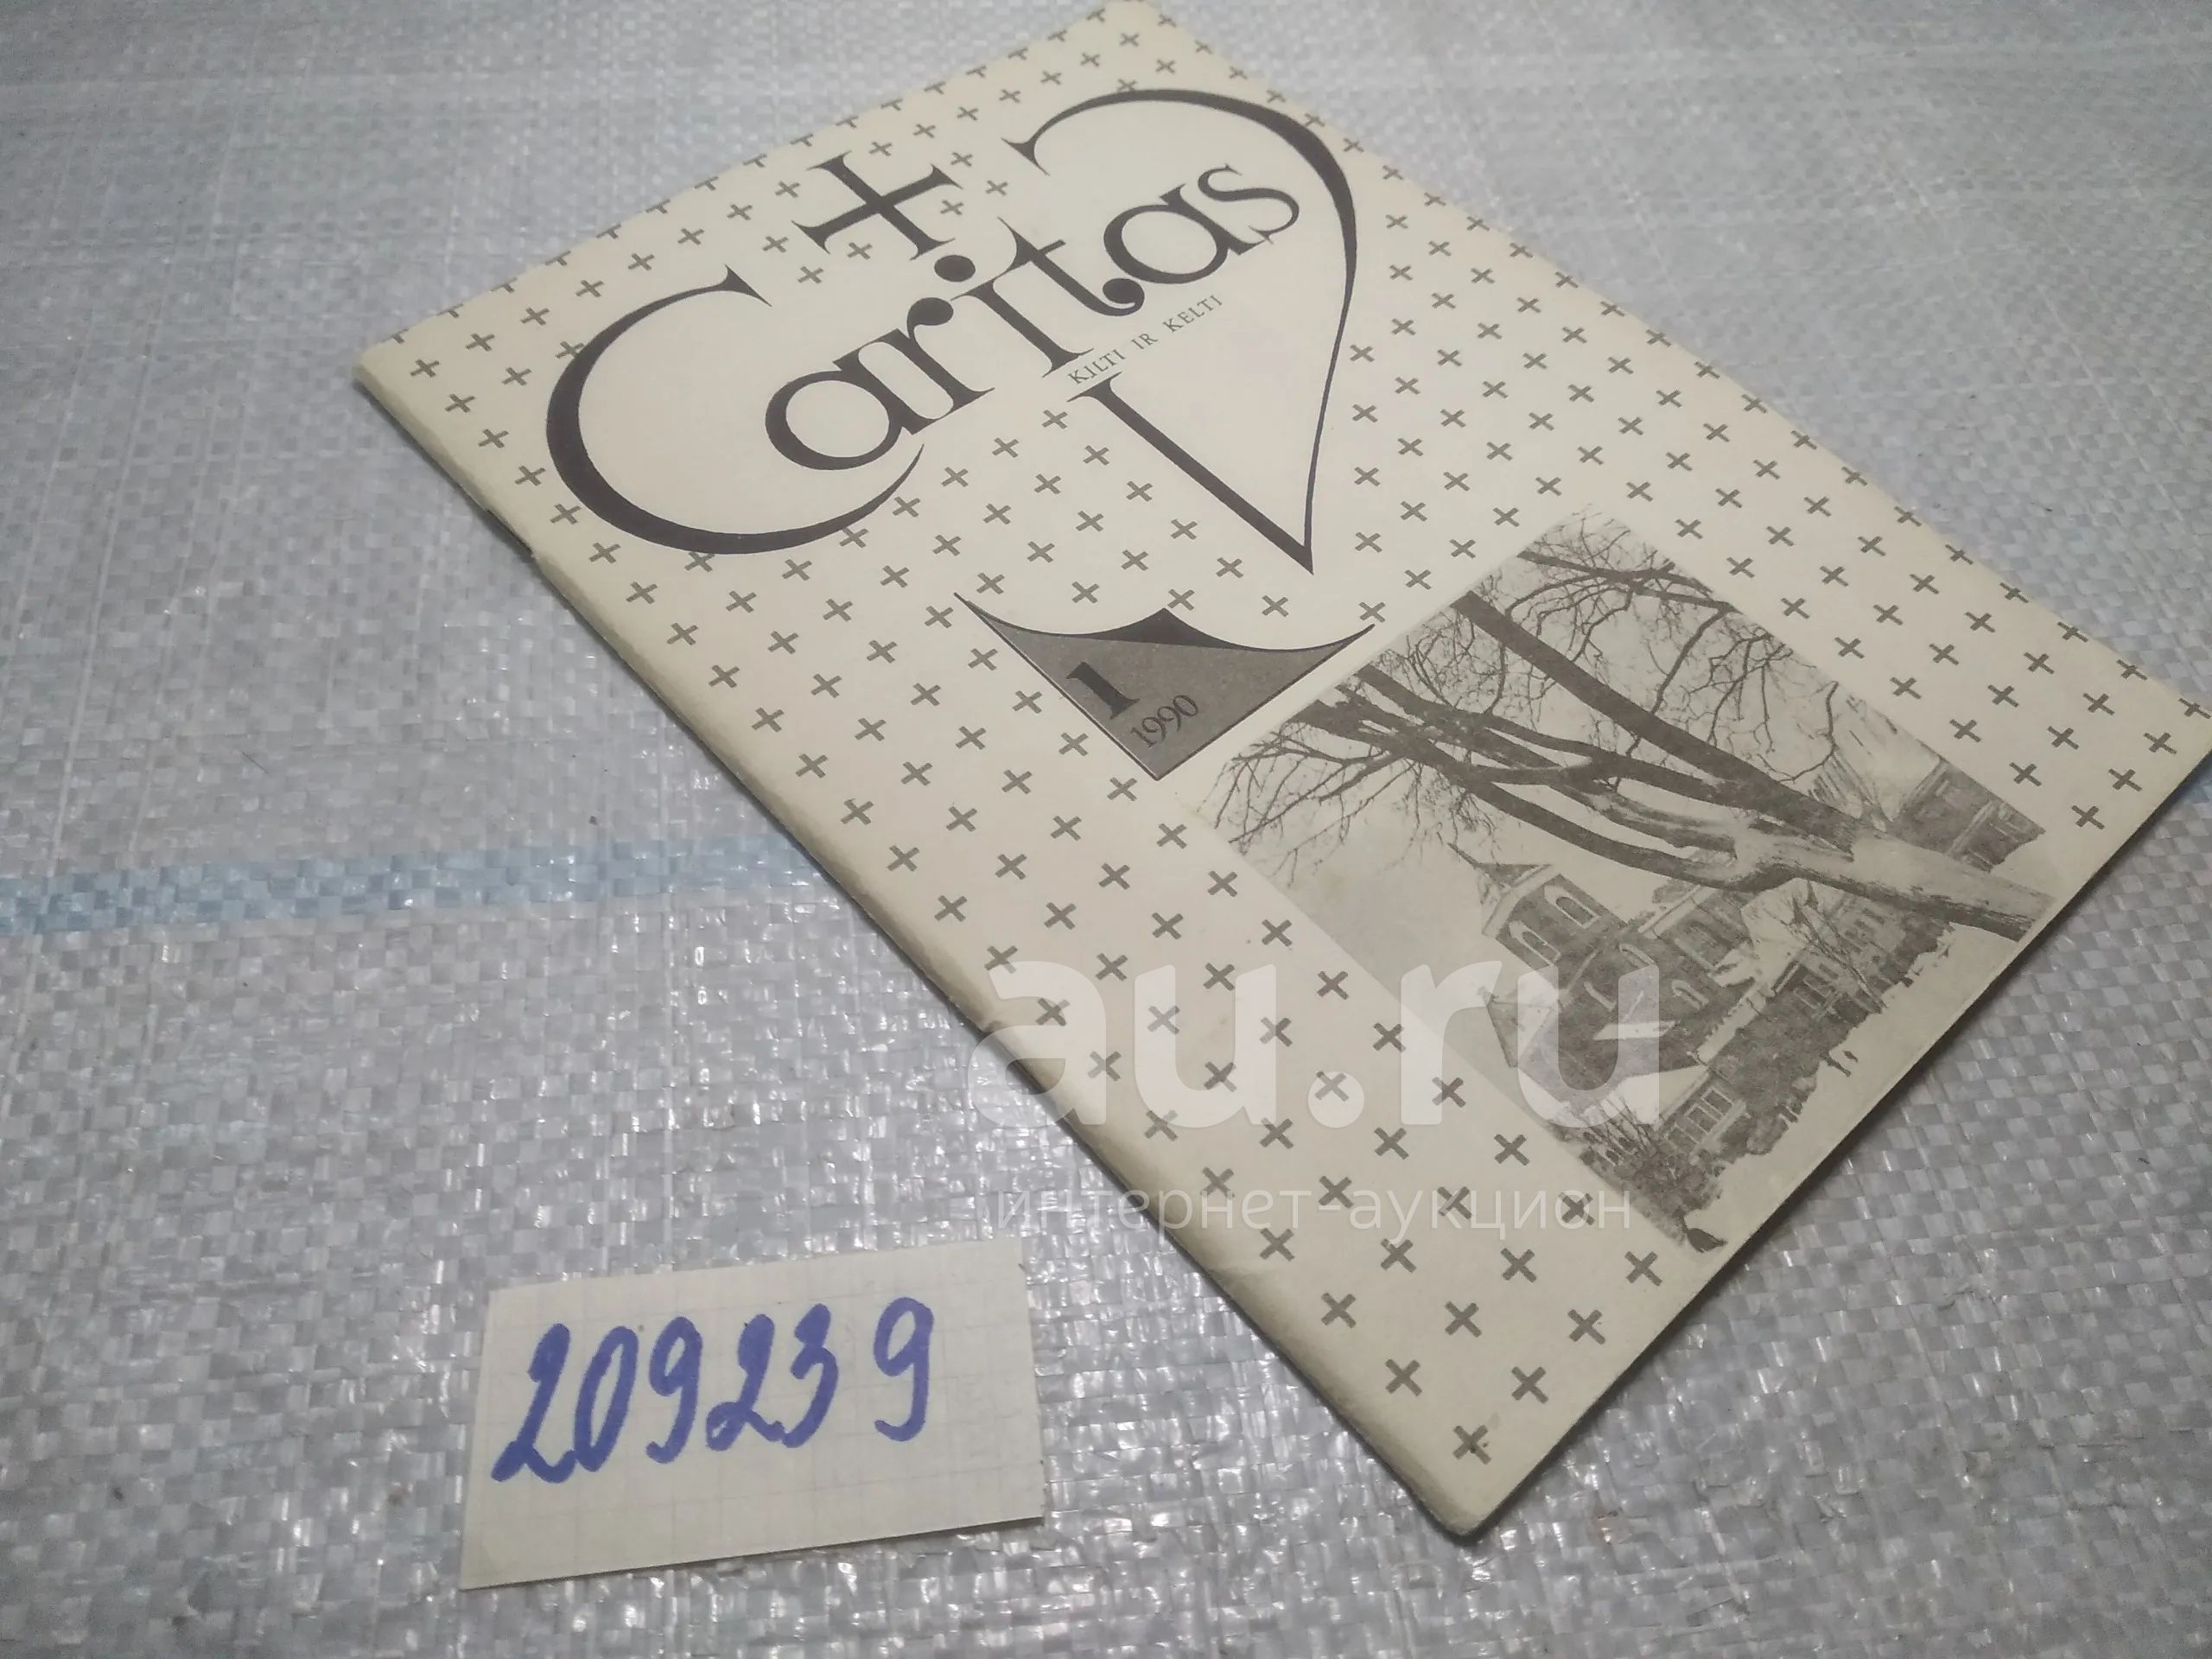 Caritas
KILTI IR KELTI
1
1990
au.ru
интернет-аукцион
209239